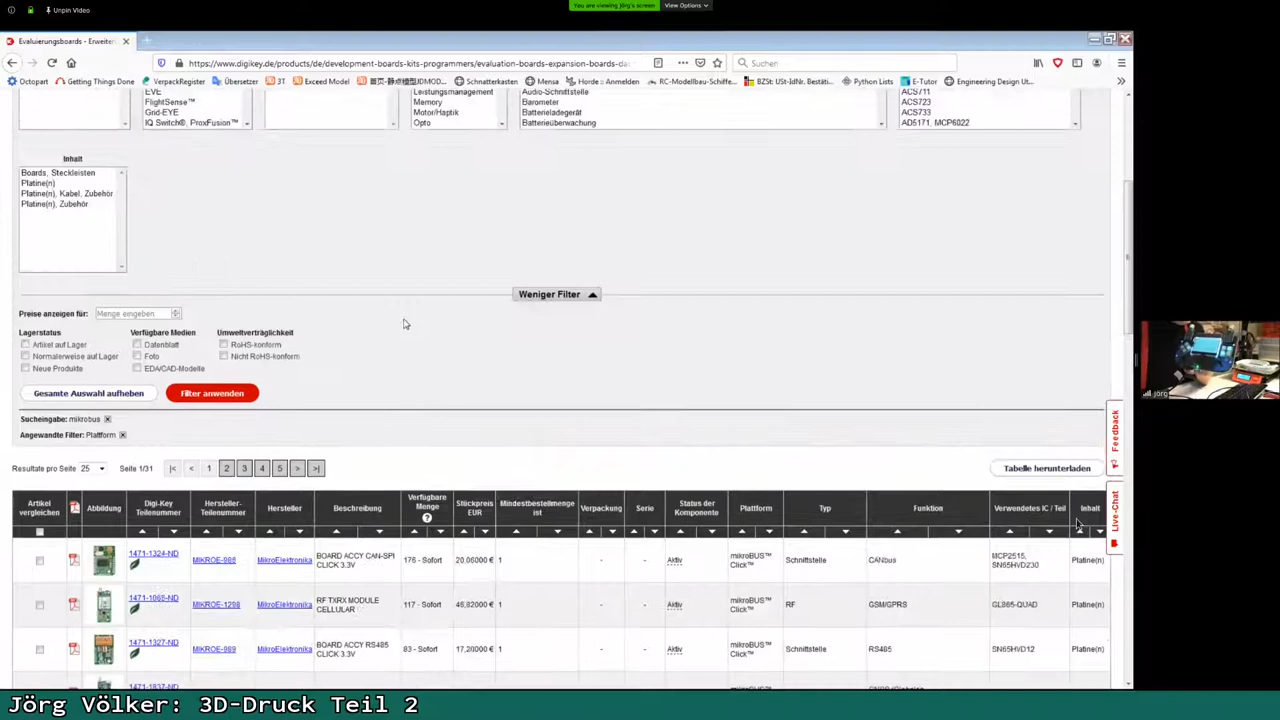 Unpin Video
You are viewing Jörg's screen
View Options
Evaluierungsboards - Erweiter
https://www.digikey.de/products/de/development-boards-kits-programmers/evaluation-boards-expansion-boards-da
Suchen
Octopart
Getting Things Done
VerpackRegister
Übersetzer
3T
Exceed Model
Schnatterkasten
Mensa
Horde :: Anmelden
RC-Modellbau-Schiffe...
BZSt: USt-IdNr. Bestäti...
Python Lists
E-Tutor
Engineering Design Ut...
EVE
FlightSense™
Grid-EYE
IQ Switch®, ProxFusion™
Leistungsmanagement
Memory
Motor/Haptik
Opto
Audio-Schnittstelle
Barometer
Batterieladegerät
Batterieüberwachung
ACS711
ACS723
ACS733
AD5171, MCP6022
Inhalt
Boards, Steckleisten
Platine(n)
Platine(n), Kabel, Zubehör
Platine(n), Zubehör
Weniger Filter
Preise anzeigen für: Menge eingeben
Lagerstatus Verfügbare Medien Umweltverträglichkeit
Artikel auf Lager Datenblatt RoHS-konform
Normalerweise auf Lager Foto Nicht RoHS-konform
Neue Produkte EDA/CAD-Modelle
Gesamte Auswahl aufheben Filter anwenden
Sucheingabe: mikrobus
Angewandte Filter: Plattform
Resultate pro Seite 25 Seite 1/31 |< < 1 2 3 4 5 > >| Tabelle herunterladen
Feedback
Live-Chat
Artikel vergleichen Abbildung Digi-Key Teilenummer Hersteller-Teilenummer Hersteller Beschreibung Verfügbare Menge Stückpreis EUR Mindestbestellmenge ist Verpackung Serie Status der Komponente Plattform Typ Funktion Verwendetes IC / Teil Inhalt
1471-1324-ND MIKROE-986 MikroElektronika BOARD ACCY CAN-SPI CLICK 3.3V 176 - Sofort 20,06000 € 1 - - Aktiv mikroBUS™ Click™ Schnittstelle CANbus MCP2515, SN65HVD230 Platine(n)
1471-1065-ND MIKROE-1298 MikroElektronika RF TXRX MODULE CELLULAR 117 - Sofort 45,82000 € 1 - - Aktiv mikroBUS™ Click™ RF GSM/GPRS GL865-QUAD Platine(n)
1471-1327-ND MIKROE-989 MikroElektronika BOARD ACCY RS485 CLICK 3.3V 83 - Sofort 17,20000 € 1 - - Aktiv mikroBUS™ Click™ Schnittstelle RS485 SN65HVD12 Platine(n)
Jörg
Jörg Völker: 3D-Druck Teil 2